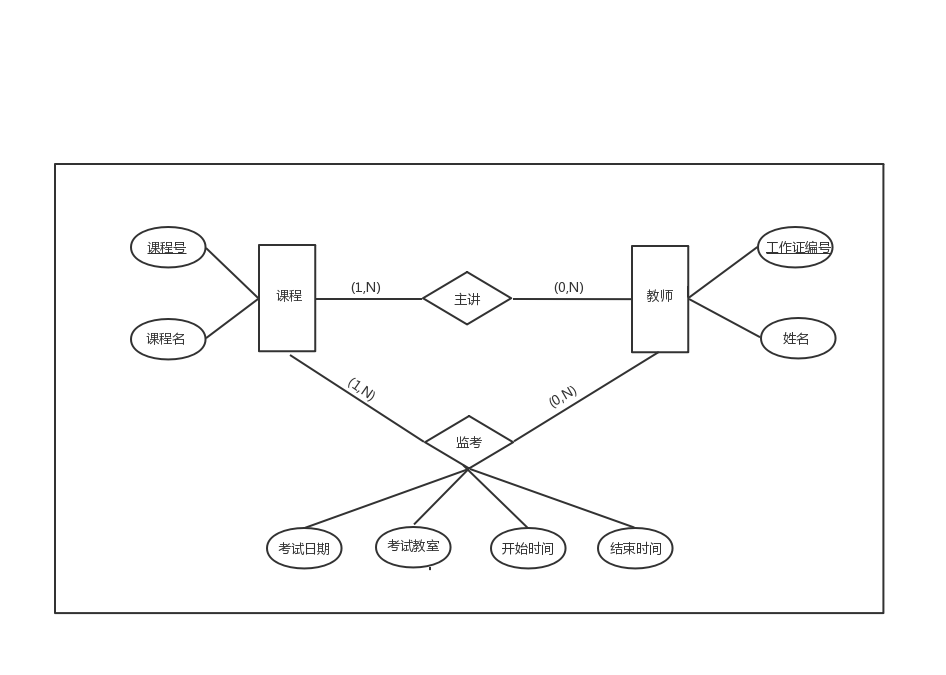 课程号
工作证编号
课程
(1,N)
主讲
(0,N)
教师
课程名
姓名
(1,N)
(0,N)
监考
考试日期
考试教室
开始时间
结束时间